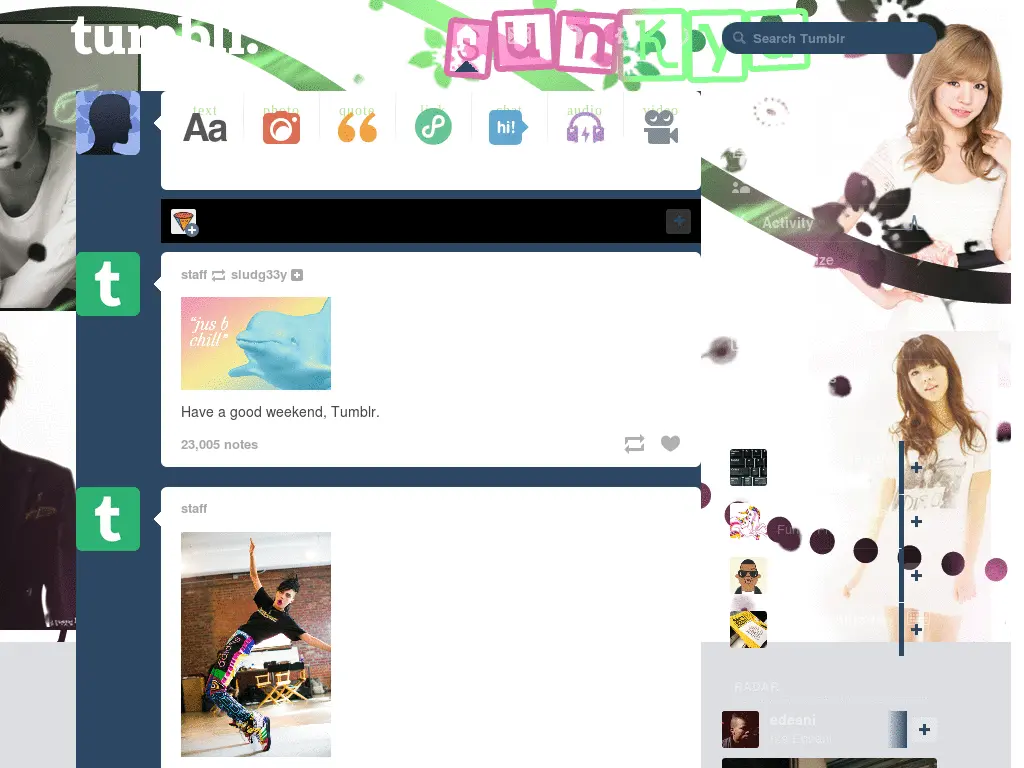 tumblr.
sunkyu
Search Tumblr
text photo quote link chat audio video
Aa
hi!
Activity
ize
staff sludg33y
t
"jus b
chill"
Have a good weekend, Tumblr.
23,005 notes
t
staff
RADAR
edeani